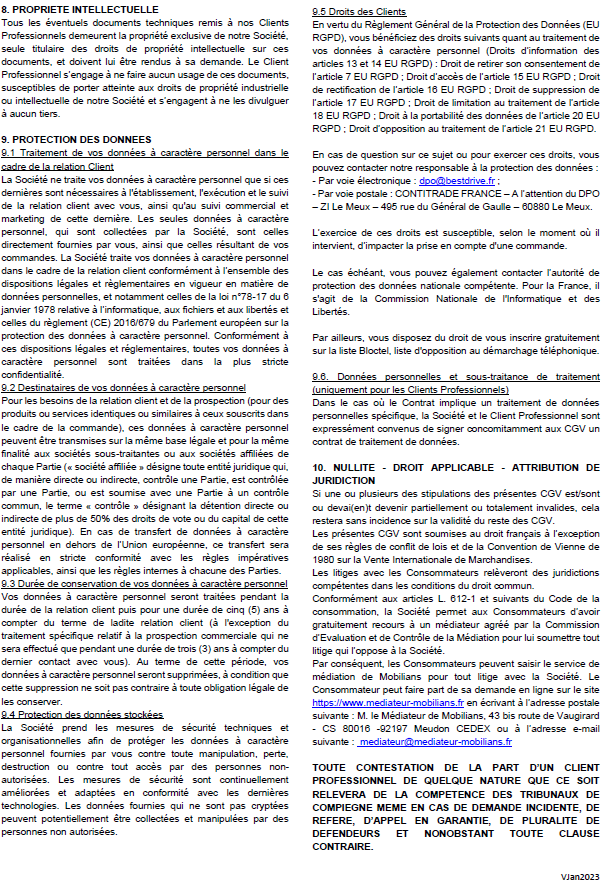 8. PROPRIETE INTELLECTUELLE
Tous les éventuels documents techniques remis à nos Clients
Professionnels demeurent la propriété exclusive de notre Société,
seule titulaire des droits de propriété intellectuelle sur ces
documents, et doivent lui être rendus à sa demande. Le Client
Professionnel s'engage à ne faire aucun usage de ces documents,
susceptibles de porter atteinte aux droits de propriété industrielle
ou intellectuelle de notre Société et s'engagent à ne les divulguer
à aucun tiers.
9. PROTECTION DES DONNEES
9.1 Traitement de vos données à caractère personnel dans le
cadre de la relation Client
La Société ne traite vos données à caractère personnel que si ces
dernières sont nécessaires à l'établissement, l'exécution et le suivi
de la relation client avec vous, ainsi qu'au suivi commercial et
marketing de cette dernière. Les seules données à caractère
personnel, qui sont collectées par la Société, sont celles
directement fournies par vous, ainsi celles résultant de vos
commandes. La Société traite vos données à caractère personnel
dans le cadre de la relation client conformément à l'ensemble des
dispositions légales et règlementaires en vigueur en matière de
données personnelles, et notamment celles de la loi n°78-17 du 6
janvier 1978 relative à l'informatique, aux fichiers et aux libertés et
celles du règlement (CE) 2016/679 du Parlement européen sur la
protection des données à caractère personnel. Conformément à
ces dispositions légales et réglementaires, toutes vos données à
caractère personnel sont traitées dans la plus stricte
confidentialité.
9.2 Destinataires de vos données à caractère personnel
Pour les besoins de la relation client et de la prospection (pour des
produits ou services identiques ou similaires à ceux souscrits dans
le cadre de la commande), ces données à caractère personnel
peuvent être transmises sur la même base légale et pour la même
finalité aux sociétés sous-traitantes ou aux sociétés affiliées de
chaque Partie (« société affiliée » désigne toute entité juridique qui,
de manière directe ou indirecte, contrôle une Partie, est contrôlée
par une Partie, ou est soumise avec une Partie à un contrôle
commun, le terme « contrôle » désignant la détention directe ou
indirecte de plus de 50% des droits de vote ou du capital de cette
entité juridique). En cas de transfert de données à caractère
personnel en dehors de l'Union européenne, ce transfert sera
réalisé en stricte conformité avec les règles impératives
applicables, ainsi que les règles internes à chacune des Parties.
9.3 Durée de conservation de vos données à caractère personnel
Vos données à caractère personnel seront traitées pendant la
durée de la relation client puis pour une durée de cinq (5) ans à
compter du terme de ladite relation client (à l'exception du
traitement spécifique relatif à la prospection commerciale qui ne
sera effectué que pendant une durée de trois (3) ans à compter du
dernier contact avec vous). Au terme de cette période, vos
données à caractère personnel seront supprimées, à condition que
cette suppression ne soit pas contraire à toute obligation légale de
les conserver.
9.4 Protection des données stockées
La Société prend les mesures de sécurité techniques et
organisationnelles afin de protéger les données à caractère
personnel fournies par vous contre toute manipulation, perte,
destruction ou contre tout accès par des personnes non-
autorisées. Les mesures de sécurité sont continuellement
améliorées et adaptées en conformité avec les dernières
technologies. Les données fournies qui ne sont pas cryptées
peuvent potentiellement être collectées et manipulées par des
personnes non autorisées.
9.5 Droits des Clients
En vertu du Règlement Général de la Protection des Données (EU
RGPD), vous bénéficiez des droits suivants quant au traitement de
vos données à caractère personnel (Droits d'information des
articles 13 et 14 EU RGPD) : Droit de retirer son consentement de
l'article 7 EU RGPD ; Droit d'accès de l'article 15 EU RGPD ; Droit
de rectification de l'article 16 EU RGPD ; Droit de suppression de
l'article 17 EU RGPD ; Droit de limitation au traitement de l'article
18 EU RGPD ; Droit à la portabilité des données de l'article 20 EU
RGPD ; Droit d'opposition au traitement de l'article 21 EU RGPD.
En cas de question sur ce sujet ou pour exercer ces droits, vous
pouvez contacter notre responsable à la protection des données :
- Par voie électronique : dpo@bestdrive.fr ;
- Par voie postale : CONTITRADE FRANCE – A l'attention du DPO
– ZI Le Meux – 495 rue du Général de Gaulle – 60880 Le Meux.
L'exercice de ces droits est susceptible, selon le moment où il
intervient, d'impacter la prise en compte d'une commande.
Le cas échéant, vous pouvez également contacter l'autorité de
protection des données nationale compétente. Pour la France, il
s'agit de la Commission Nationale de l'Informatique et des
Libertés.
Par ailleurs, vous disposez du droit de vous inscrire gratuitement
sur la liste Bloctel, liste d'opposition au démarchage téléphonique.
9.6. Données personnelles et sous-traitance de traitement
(uniquement pour les Clients Professionnels)
Dans le cas où le Contrat implique un traitement de données
personnelles spécifique, la Société et le Client Professionnel sont
expressément convenus de signer concomitamment aux CGV un
contrat de traitement de données.
10. NULLITE - DROIT APPLICABLE - ATTRIBUTION DE
JURIDICTION
Si une ou plusieurs des stipulations des présentes CGV est/sont
ou devai(en)t devenir partiellement ou totalement invalides, cela
restera sans incidence sur la validité du reste des CGV.
Les présentes CGV sont soumises au droit français à l'exception
de ses règles de conflit de lois et de la Convention de Vienne de
1980 sur la Vente Internationale de Marchandises.
Les litiges avec les Consommateurs relèveront des juridictions
compétentes dans les conditions du droit commun.
Conformément aux articles L. 612-1 et suivants du Code de la
consommation, la Société permet aux Consommateurs d'avoir
gratuitement recours à un médiateur agréé par la Commission
d'Evaluation et de Contrôle de la Médiation pour lui soumettre tout
litige qui l'oppose à la Société.
Par conséquent, les Consommateurs peuvent saisir le service de
médiation de Mobilians pour tout litige avec la Société. Le
Consommateur peut faire part de sa demande en ligne sur le site
https://www.mediateur-mobilians.fr en écrivant à l'adresse postale
suivante : M. le Médiateur de Mobilians, 43 bis route de Vaugirard
- CS 80016 -92197 Meudon CEDEX ou à l'adresse e-mail
suivante : mediateur@mediateur-mobilians.fr
TOUTE CONTESTATION DE LA PART D'UN CLIENT
PROFESSIONNEL DE QUELQUE NATURE QUE CE SOIT
RELEVERA DE LA COMPETENCE DES TRIBUNAUX DE
COMPIEGNE MEME EN CAS DE DEMANDE INCIDENTE, DE
REFERE, D'APPEL EN GARANTIE, DE PLURALITE DE
DEFENDEURS ET NONOBSTANT TOUTE CLAUSE
CONTRAIRE.
VJan2023